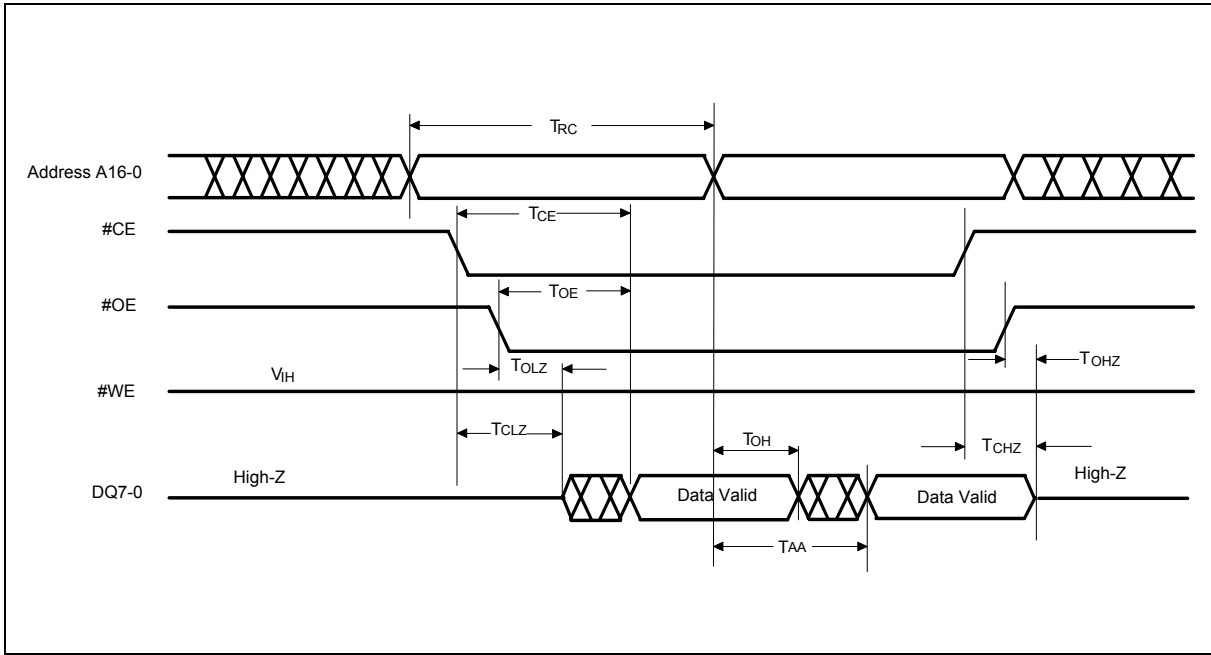 TRC
Address A16-0
TCE
#CE
TOE
#OE
TOLZ
TOHZ
VIH
#WE
TCLZ
TOH
TCHZ
High-Z
High-Z
DQ7-0
Data Valid
Data Valid
TAA